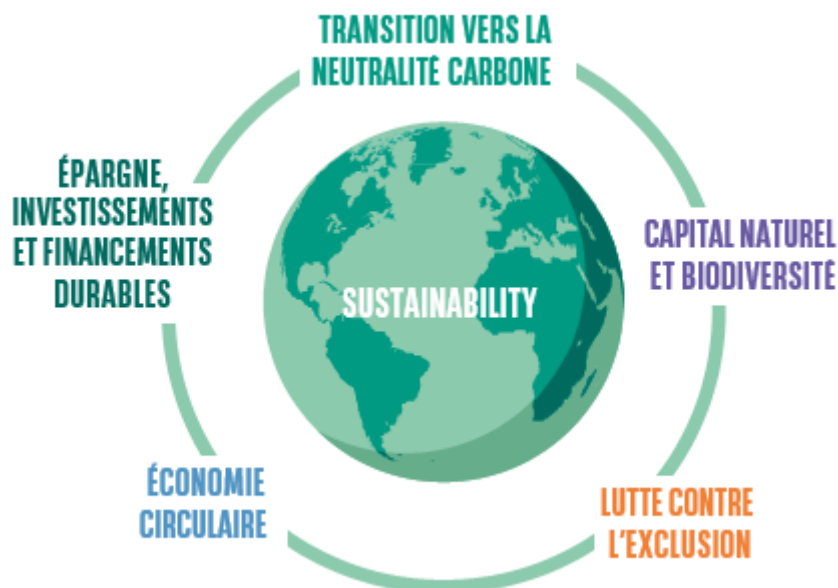 TRANSITION VERS LA
NEUTRALITÉ CARBONE
ÉPARGNE,
INVESTISSEMENTS
ET FINANCEMENTS
DURABLES
CAPITAL NATUREL
ET BIODIVERSITÉ
SUSTAINABILITY
ÉCONOMIE
CIRCULAIRE
LUTTE CONTRE
L'EXCLUSION